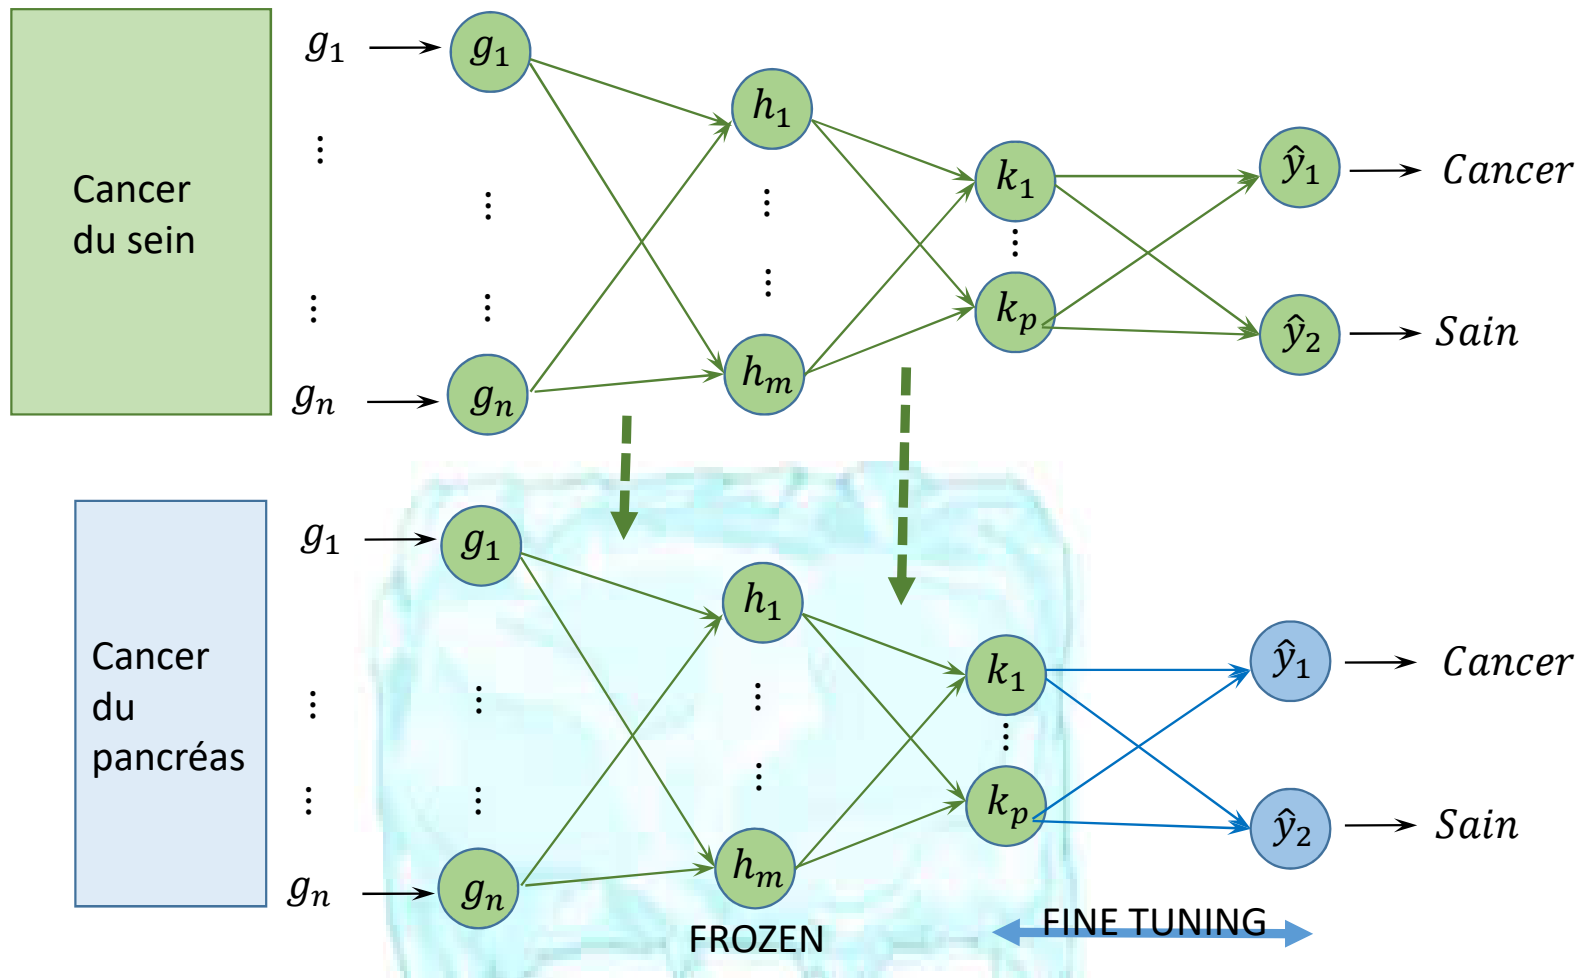 Cancer
du sein
g₁
g₁
⋮
⋮
⋮
⋮
gₙ
gₙ
h₁
⋮
⋮
hₘ
k₁
⋮
kₚ
ŷ₁
Cancer
ŷ₂
Sain
Cancer
du
pancréas
g₁
g₁
⋮
⋮
⋮
⋮
gₙ
gₙ
h₁
⋮
⋮
hₘ
k₁
⋮
kₚ
ŷ₁
Cancer
ŷ₂
Sain
FROZEN
FINE TUNING